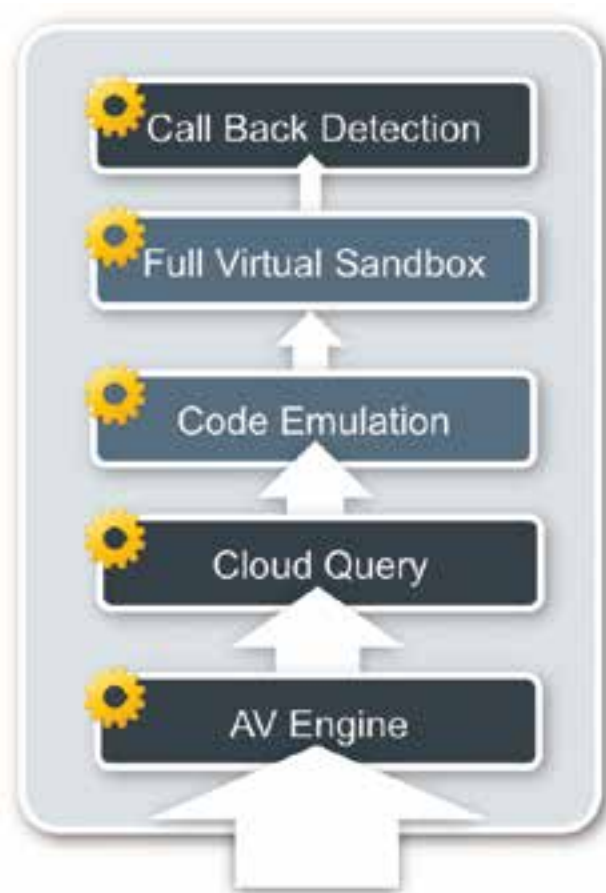 Call Back Detection
Full Virtual Sandbox
Code Emulation
Cloud Query
AV Engine